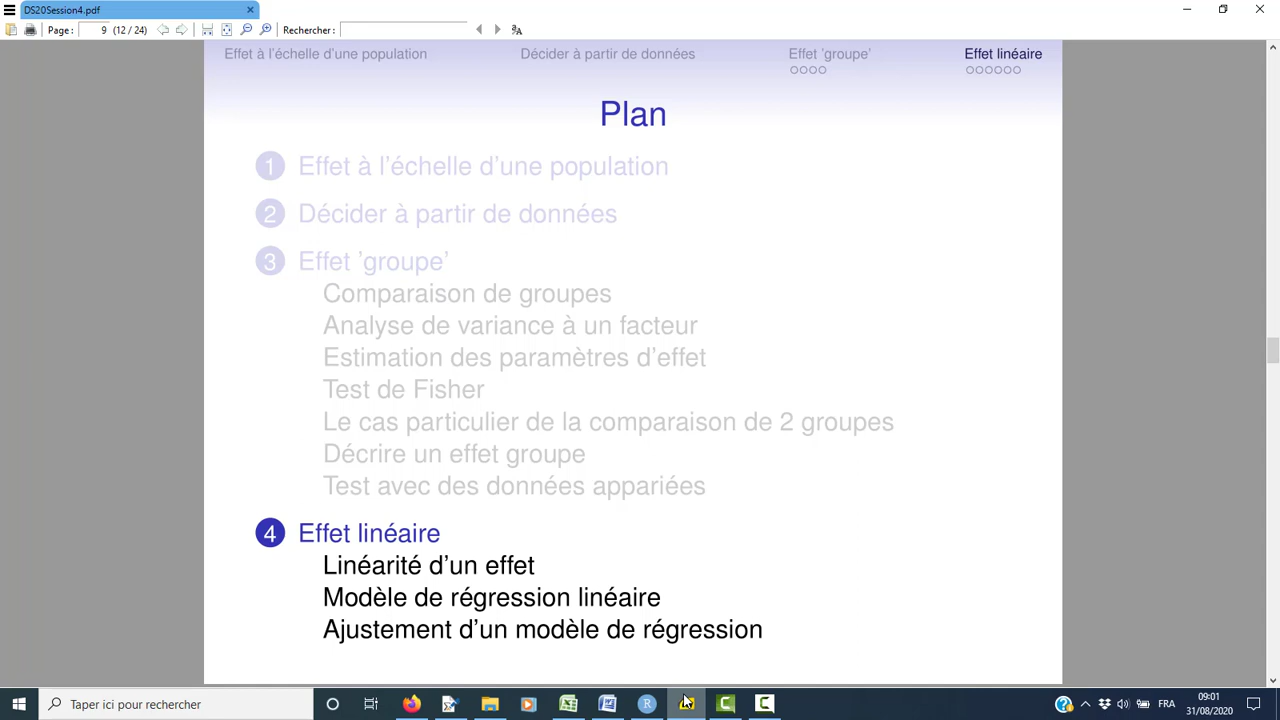 DS20Session4.pdf
Page : 9 (12 / 24) Rechercher :
Effet à l'échelle d'une population Décider à partir de données Effet 'groupe' Effet linéaire
Plan
1 Effet à l'échelle d'une population
2 Décider à partir de données
3 Effet 'groupe'
Comparaison de groupes
Analyse de variance à un facteur
Estimation des paramètres d'effet
Test de Fisher
Le cas particulier de la comparaison de 2 groupes
Décrire un effet groupe
Test avec des données appariées
4 Effet linéaire
Linéarité d'un effet
Modèle de régression linéaire
Ajustement d'un modèle de régression
Taper ici pour rechercher
FRA
09:01
31/08/2020